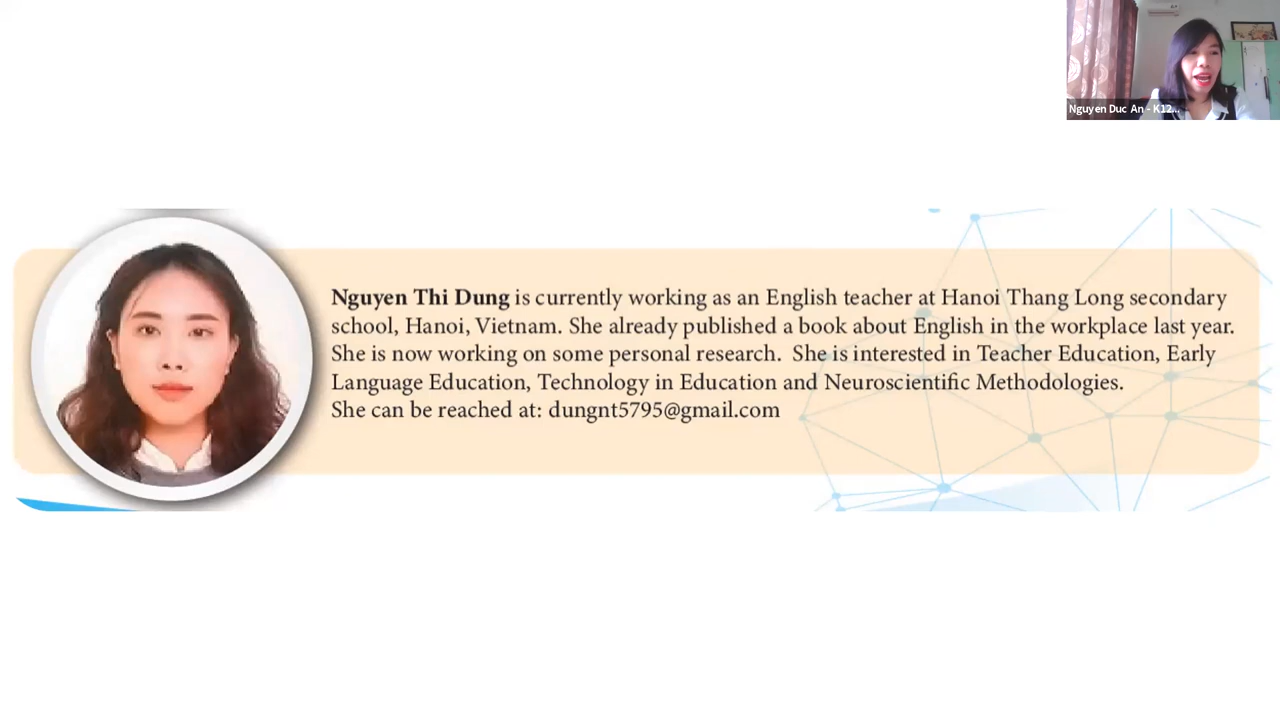 Nguyen Duc An - K12...
Nguyen Thi Dung is currently working as an English teacher at Hanoi Thang Long secondary
school, Hanoi, Vietnam. She already published a book about English in the workplace last year.
She is now working on some personal research. She is interested in Teacher Education, Early
Language Education, Technology in Education and Neuroscientific Methodologies.
She can be reached at: dungnt5795@gmail.com